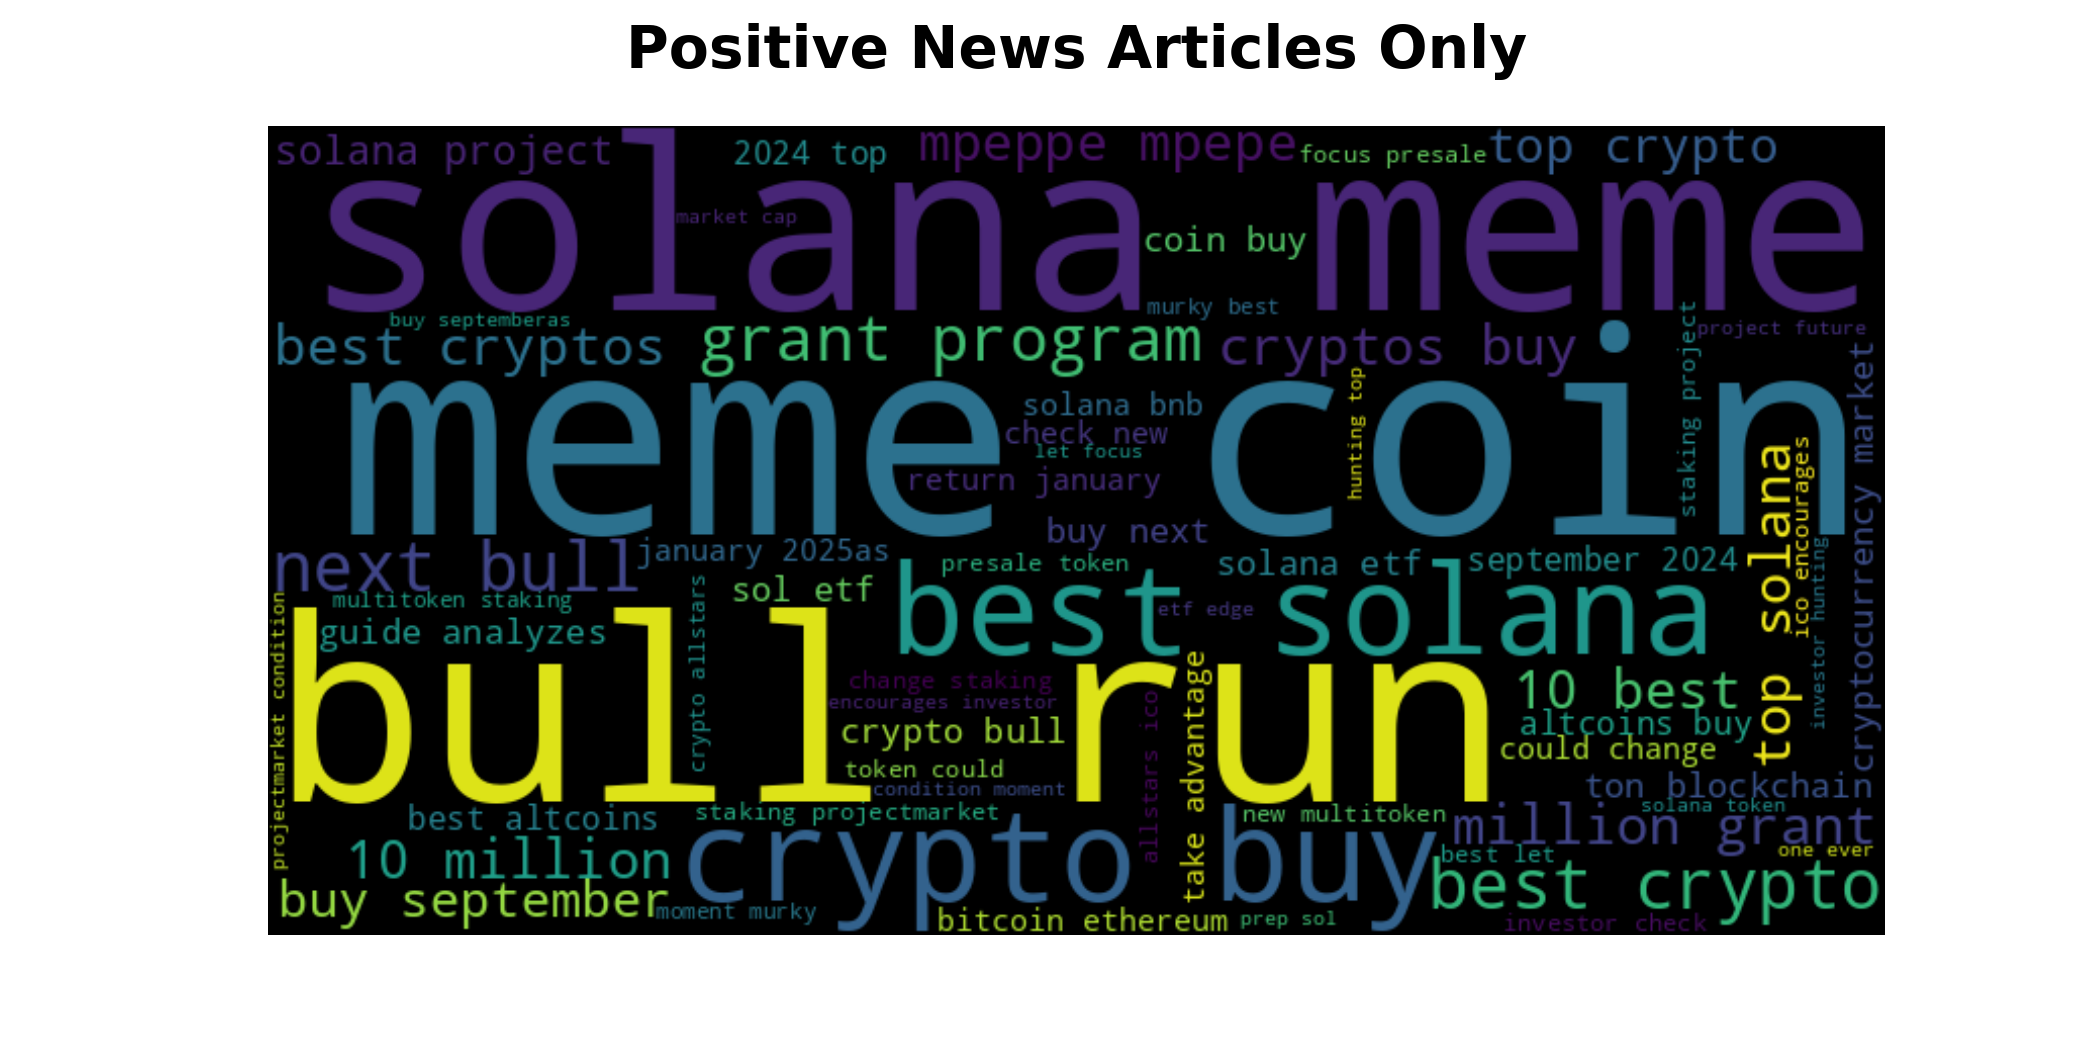 Positive News Articles Only
solana project
2024 top
mpeppe mpepe
focus presale
top crypto
solana meme
market cap
coin buy
murky best
buy septemberas
best cryptos
grant program
cryptos buy
project future
staking project
meme coin
solana bnb
check new
let focus
return january
hunting top
buy next
top solana
ico encourages
cryptocurrency market
next bull
january 2025as
presale token
solana etf
september 2024
multitoken staking
sol etf
best solana
etf edge
investor hunting
guide analyzes
crypto allstars
projectmarket condition
bull run
change staking
encourages investor
crypto bull
token could
condition moment
allstars ico
take advantage
10 best
altcoins buy
could change
ton blockchain
solana token
best altcoins
staking projectmarket
new multitoken
million grant
10 million
crypto buy
best let
one ever
best crypto
buy september
moment murky
bitcoin ethereum
prep sol
investor check